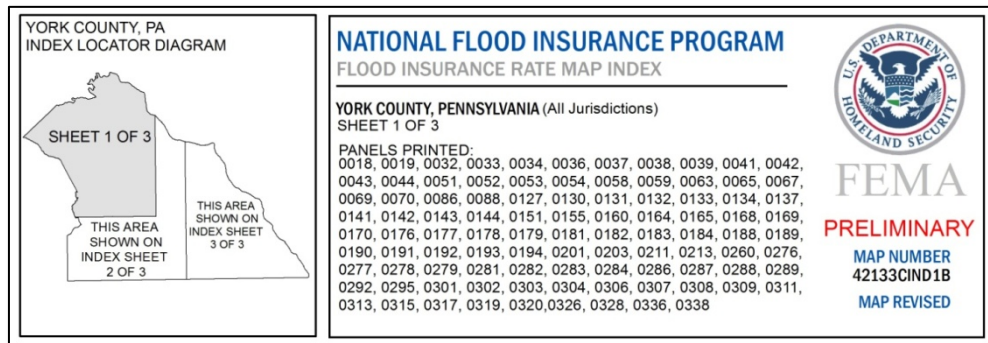 YORK COUNTY, PA
INDEX LOCATOR DIAGRAM
SHEET 1 OF 3
THIS AREA
SHOWN ON
INDEX SHEET
2 OF 3
THIS AREA
SHOWN ON
INDEX SHEET
3 OF 3
NATIONAL FLOOD INSURANCE PROGRAM
FLOOD INSURANCE RATE MAP INDEX
YORK COUNTY, PENNSYLVANIA (All Jurisdictions)
SHEET 1 OF 3
PANELS PRINTED:
0018, 0019, 0032, 0033, 0034, 0036, 0037, 0038, 0039, 0041, 0042,
0043, 0044, 0051, 0052, 0053, 0054, 0058, 0059, 0063, 0065, 0067,
0069, 0070, 0086, 0088, 0127, 0130, 0131, 0132, 0133, 0134, 0137,
0141, 0142, 0143, 0144, 0151, 0155, 0160, 0164, 0165, 0168, 0169,
0170, 0176, 0177, 0178, 0179, 0181, 0182, 0183, 0184, 0188, 0189,
0190, 0191, 0192, 0193, 0194, 0201, 0203, 0211, 0213, 0260, 0276,
0277, 0278, 0279, 0281, 0282, 0283, 0284, 0286, 0287, 0288, 0289,
0292, 0295, 0301, 0302, 0303, 0304, 0306, 0307, 0308, 0309, 0311,
0313, 0315, 0317, 0319, 0320,0326, 0328, 0336, 0338
U.S. DEPARTMENT OF
HOMELAND SECURITY
FEMA
PRELIMINARY
MAP NUMBER
42133CIND1B
MAP REVISED